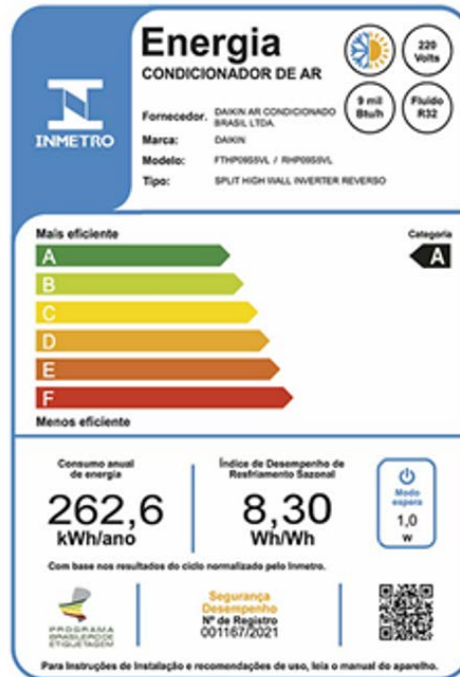 Energia
CONDICIONADOR DE AR
220
Volts
9 mil
Btu/h
Fluído
R32
INMETRO
Fornecedor. DAIKIN AR CONDICIONADO
BRASIL LTDA.
Marca: DAIKIN
Modelo: FTHP09S5VL / RHP09S5VL
Tipo: SPLIT HIGH WALL INVERTER REVERSO
Mais eficiente
Categoria
A
A
B
C
D
E
F
Menos eficiente
Consumo anual
de energia
262,6
kWh/ano
Índice de Desempenho de
Resfriamento Sazonal
8,30
Wh/Wh
Modo
espera
1,0
W
Com base nos resultados do ciclo normalizado pelo Inmetro.
PROGRAMA
BRASILEIRO DE
ETIQUETAGEM
Segurança
Desempenho
Nº de Registro
001167/2021
Para Instruções de Instalação e recomendações de uso, leia o manual do aparelho.